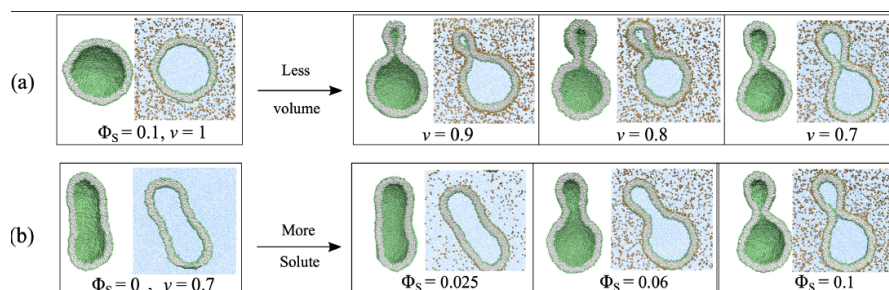 (a)
Φs = 0.1, v = 1
Less
volume
v = 0.9
v = 0.8
v = 0.7
(b)
Φs = 0 , v = 0.7
More
Solute
Φs = 0.025
Φs = 0.06
Φs = 0.1